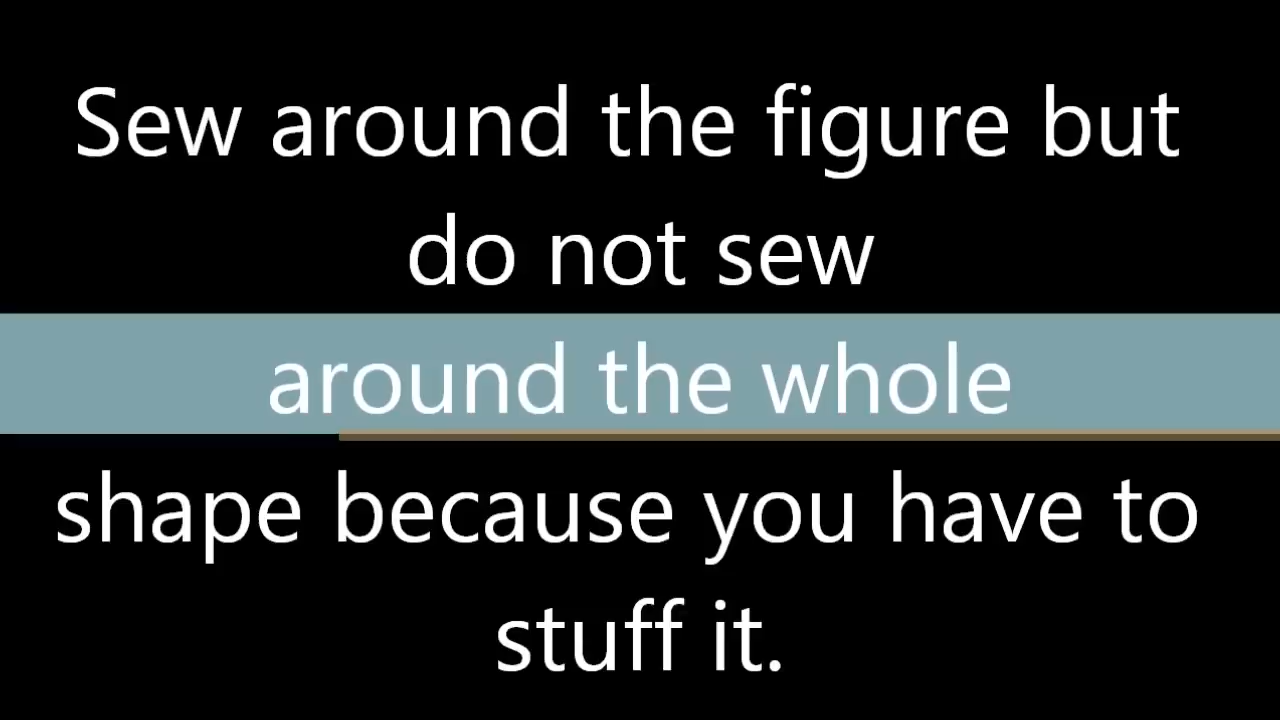 Sew around the figure but
do not sew
around the whole
shape because you have to
stuff it.